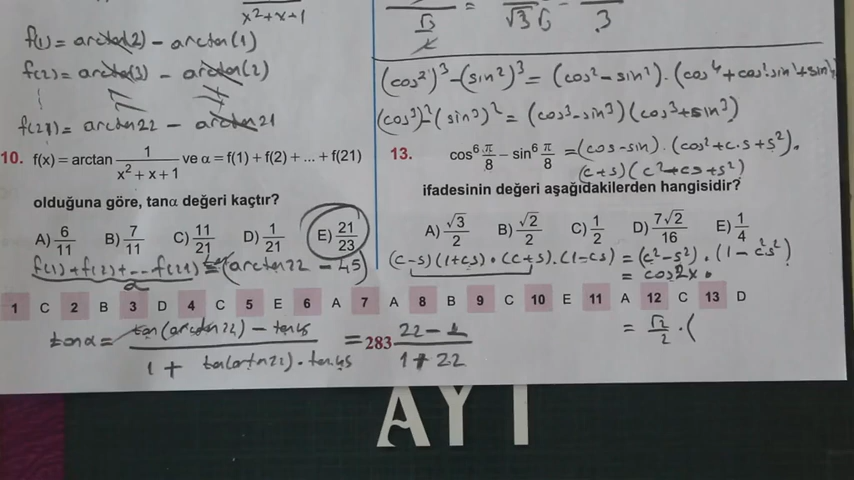 x²+x+1
f(1) = arctan(2) - arctan(1)
f(2) = arctan(3) - arctan(2)
f(21) = arctan22 - arctan21
10. f(x) = arctan 1/(x² + x + 1) ve α = f(1) + f(2) + ... + f(21)
olduğuna göre, tanα değeri kaçtır?
A) 6/11 B) 7/11 C) 11/21 D) 1/21 E) 21/23
f(1)+f(2)+...f(21) = (arctan22 - 45)
α
√3/x = √3 - 3
(cos²)³-(sin²)³ = (cos²-sin²).(cos⁴+cos².sin²+sin⁴
(cos³)²-(sin³)² = (cos³-sin³)(cos³+sin³)
13. cos⁶ π/8 - sin⁶ π/8 = (cos-sin).(cos²+c.s+s²).
(c+s)(c²-cs+s²)
ifadesinin değeri aşağıdakilerden hangisidir?
A) √3/2 B) √2/2 C) 1/2 D) 7√2/16 E) 1/4
(c-s)(1+cs).(c+s).(1-cs) = (c²-s²).(1-c²s²)
= cos2x.
1 C 2 B 3 D 4 C 5 E 6 A 7 A 8 B 9 C 10 E 11 A 12 C 13 D
tanα = tan(arctan22) - tan45 / 1 + tan(arctan22).tan45 = 22-1 / 1+22
= √2/2 . (
283
AYT